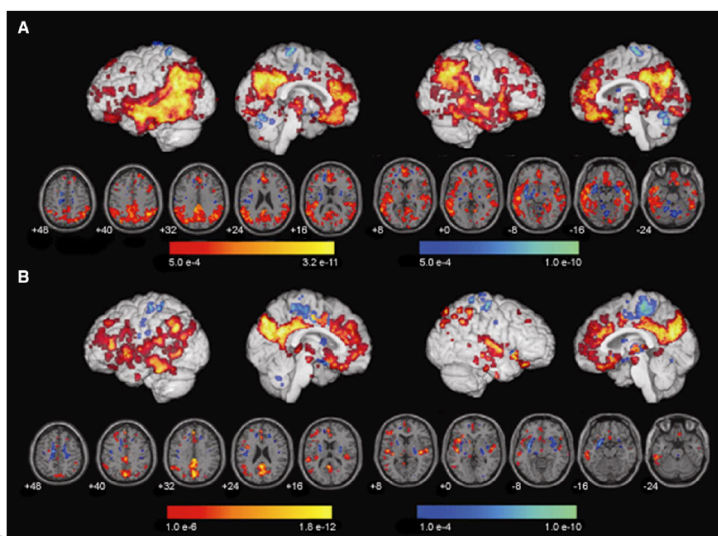 A
+48 +40 +32 +24 +16 +8 +0 -8 -16 -24
5.0 e-4 3.2 e-11 5.0 e-4 1.0 e-10
B
+48 +40 +32 +24 +16 +8 +0 -8 -16 -24
1.0 e-6 1.8 e-12 1.0 e-4 1.0 e-10